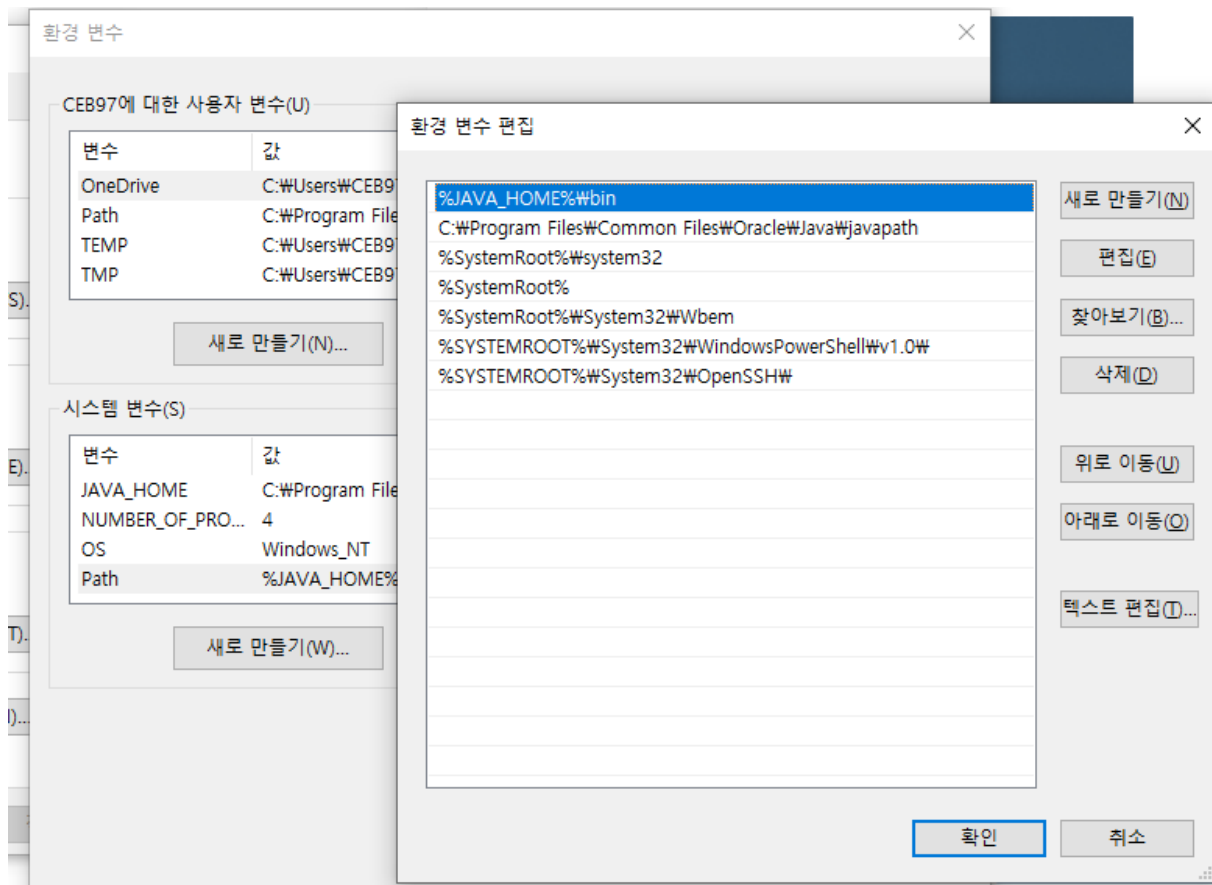 환경 변수
CEB97에 대한 사용자 변수(U)
변수 값
OneDrive C:₩Users₩CEB9
Path C:₩Program File
TEMP C:₩Users₩CEB9
TMP C:₩Users₩CEB9
새로 만들기(N)...
시스템 변수(S)
변수 값
JAVA_HOME C:₩Program File
NUMBER_OF_PRO... 4
OS Windows_NT
Path %JAVA_HOME%
새로 만들기(W)...
S)...
E)...
T)...
환경 변수 편집
%JAVA_HOME%₩bin
C:₩Program Files₩Common Files₩Oracle₩Java₩javapath
%SystemRoot%₩system32
%SystemRoot%
%SystemRoot%₩System32₩Wbem
%SYSTEMROOT%₩System32₩WindowsPowerShell₩v1.0₩
%SYSTEMROOT%₩System32₩OpenSSH₩
새로 만들기(N)
편집(E)
찾아보기(B)...
삭제(D)
위로 이동(U)
아래로 이동(O)
텍스트 편집(T)...
확인
취소